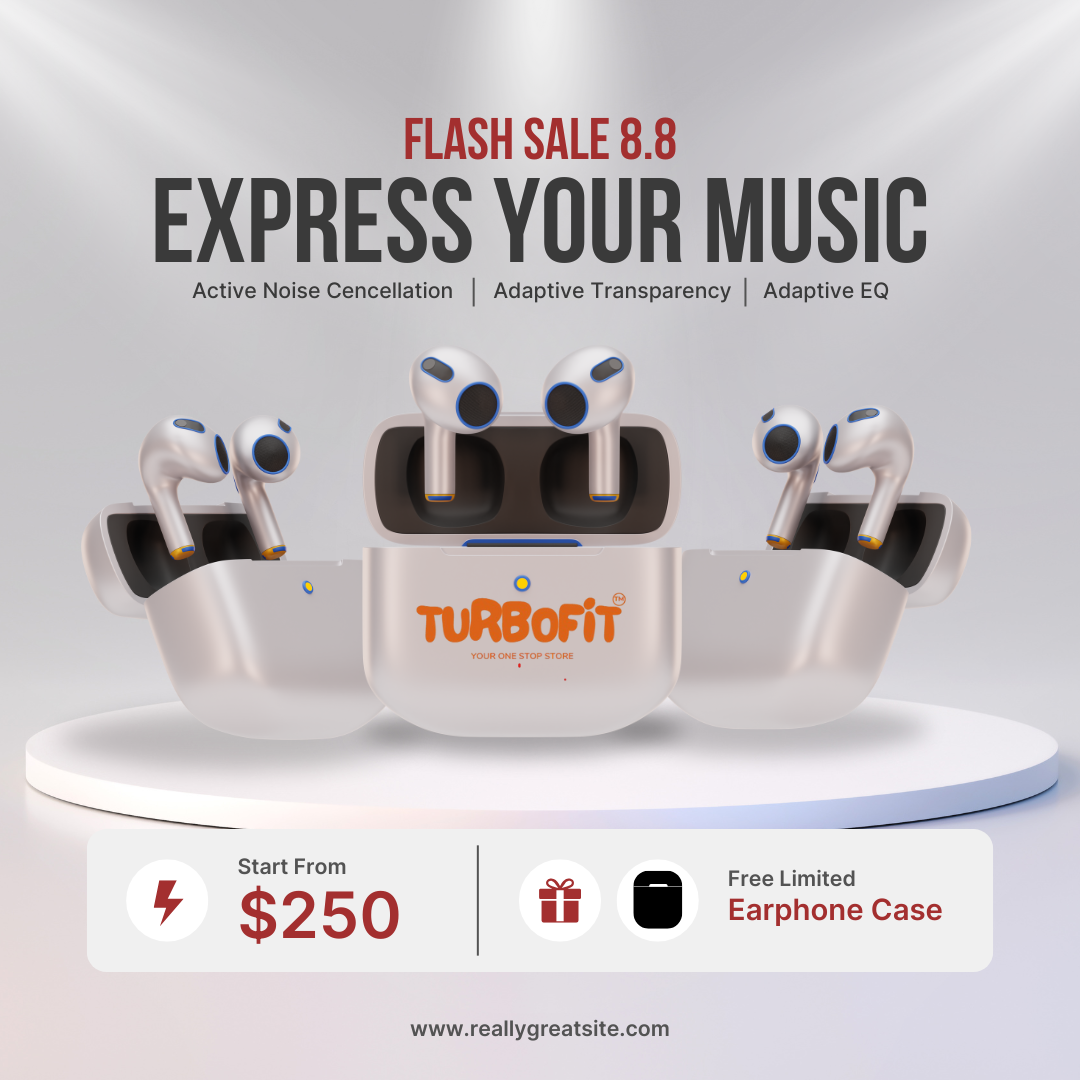 FLASH SALE 8.8
EXPRESS YOUR MUSIC
Active Noise Cencellation | Adaptive Transparency | Adaptive EQ
TURBOFiT TM
YOUR ONE STOP STORE
Start From
$250
Free Limited
Earphone Case
www.reallygreatsite.com